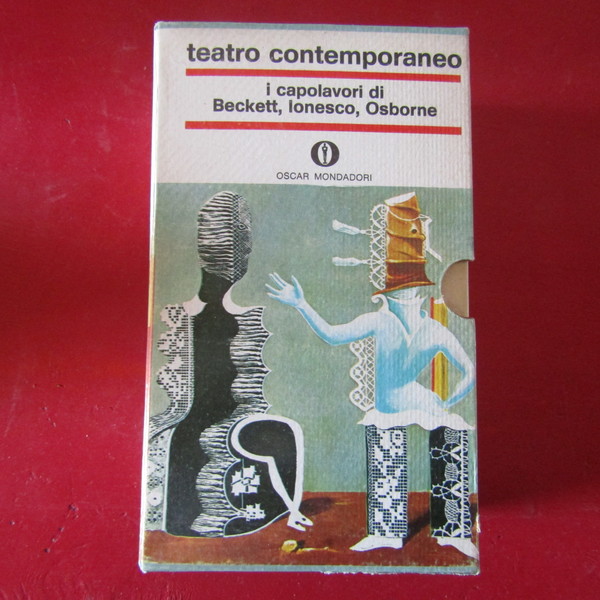 teatro contemporaneo
i capolavori di
Beckett, Ionesco, Osborne
OSCAR MONDADORI